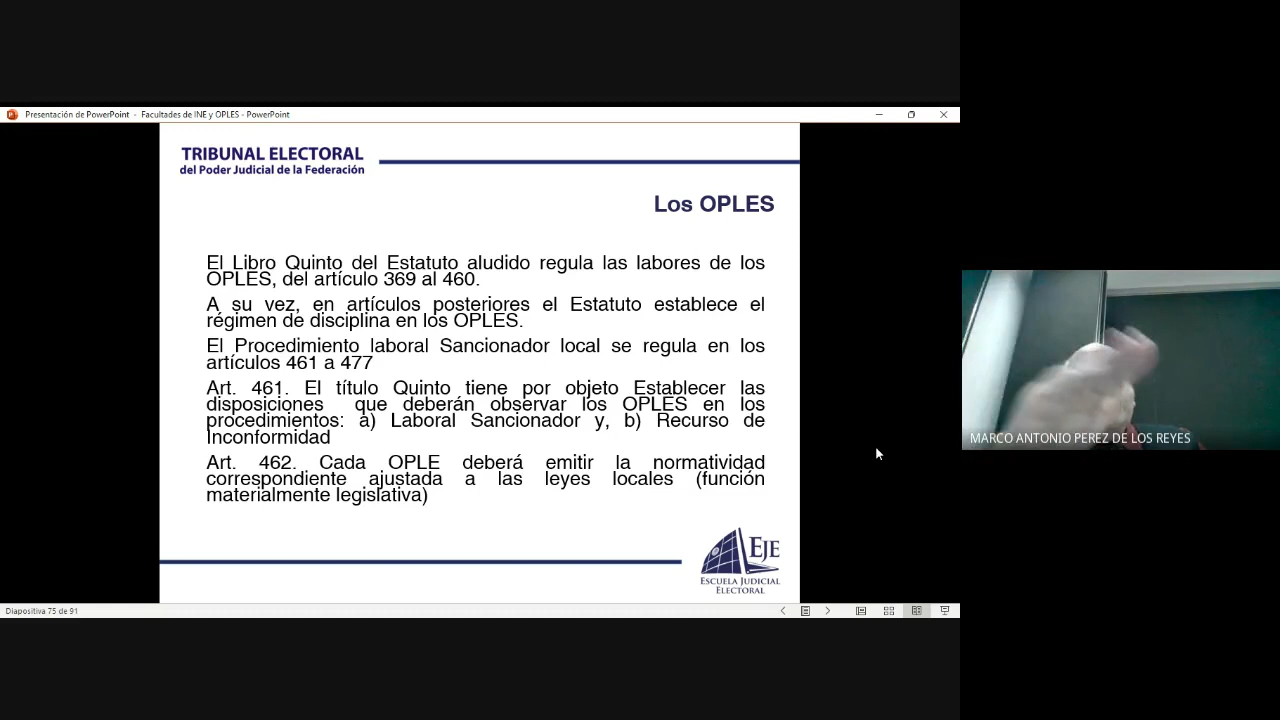 Presentación de PowerPoint - Facultades de INE y OPLES - PowerPoint
TRIBUNAL ELECTORAL
del Poder Judicial de la Federación
Los OPLES
El Libro Quinto del Estatuto aludido regula las labores de los
OPLES, del artículo 369 al 460.
A su vez, en artículos posteriores el Estatuto establece el
régimen de disciplina en los OPLES.
El Procedimiento laboral Sancionador local se regula en los
artículos 461 a 477
Art. 461. El título Quinto tiene por objeto Establecer las
disposiciones que deberán observar los OPLES en los
procedimientos: a) Laboral Sancionador y, b) Recurso de
Inconformidad
Art. 462. Cada OPLE deberá emitir la normatividad
correspondiente ajustada a las leyes locales (función
materialmente legislativa)
EJE
ESCUELA JUDICIAL
ELECTORAL
Diapositiva 75 de 91
MARCO ANTONIO PEREZ DE LOS REYES